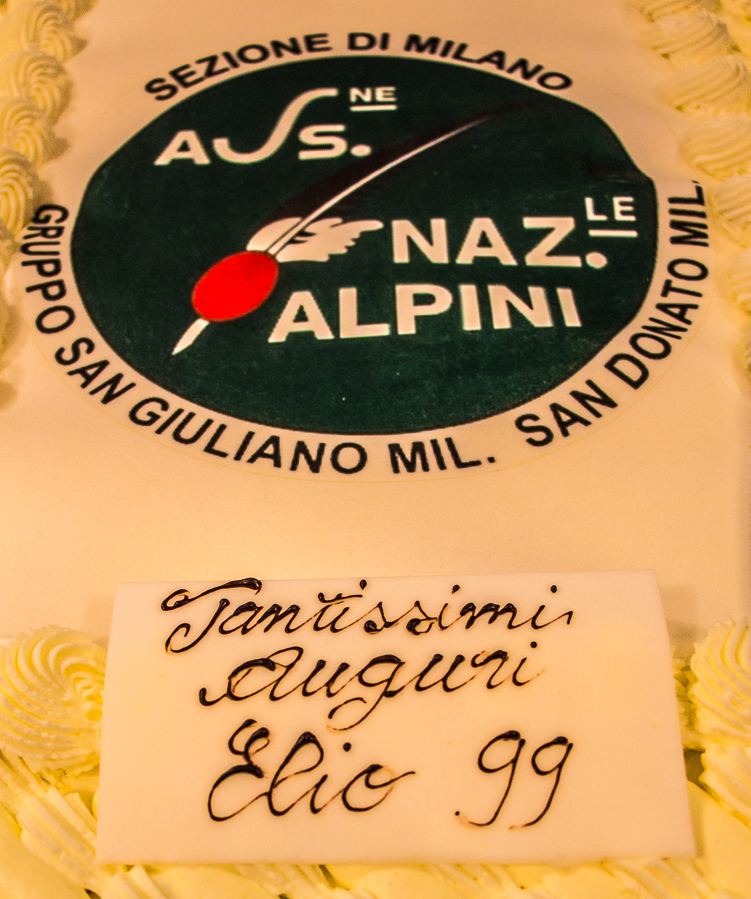 SEZIONE DI MILANO
ASS.NE
NAZ.LE
ALPINI
GRUPPO SAN GIULIANO MIL. SAN DONATO MIL.
Tantissimi
Auguri
Elio 99